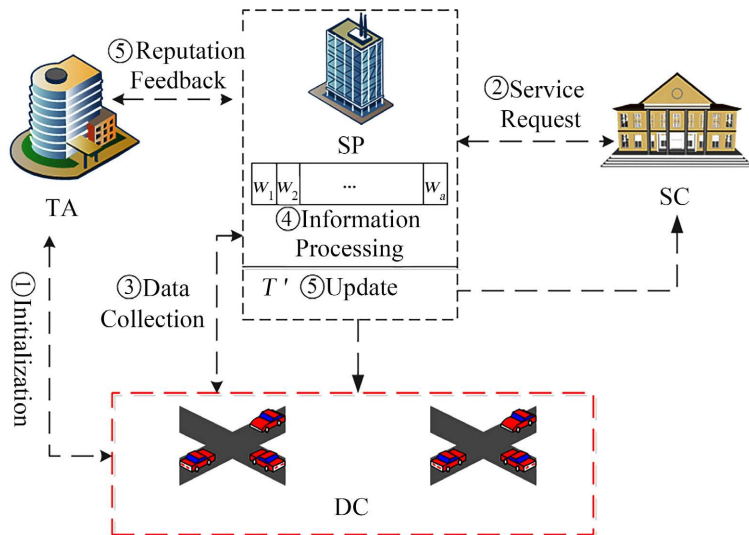 ⑤Reputation
Feedback
②Service
Request
SP
TA
SC
W1 W2 ... Wa
④Information
Processing
T' ⑤Update
③Data
Collection
①Initialization
DC